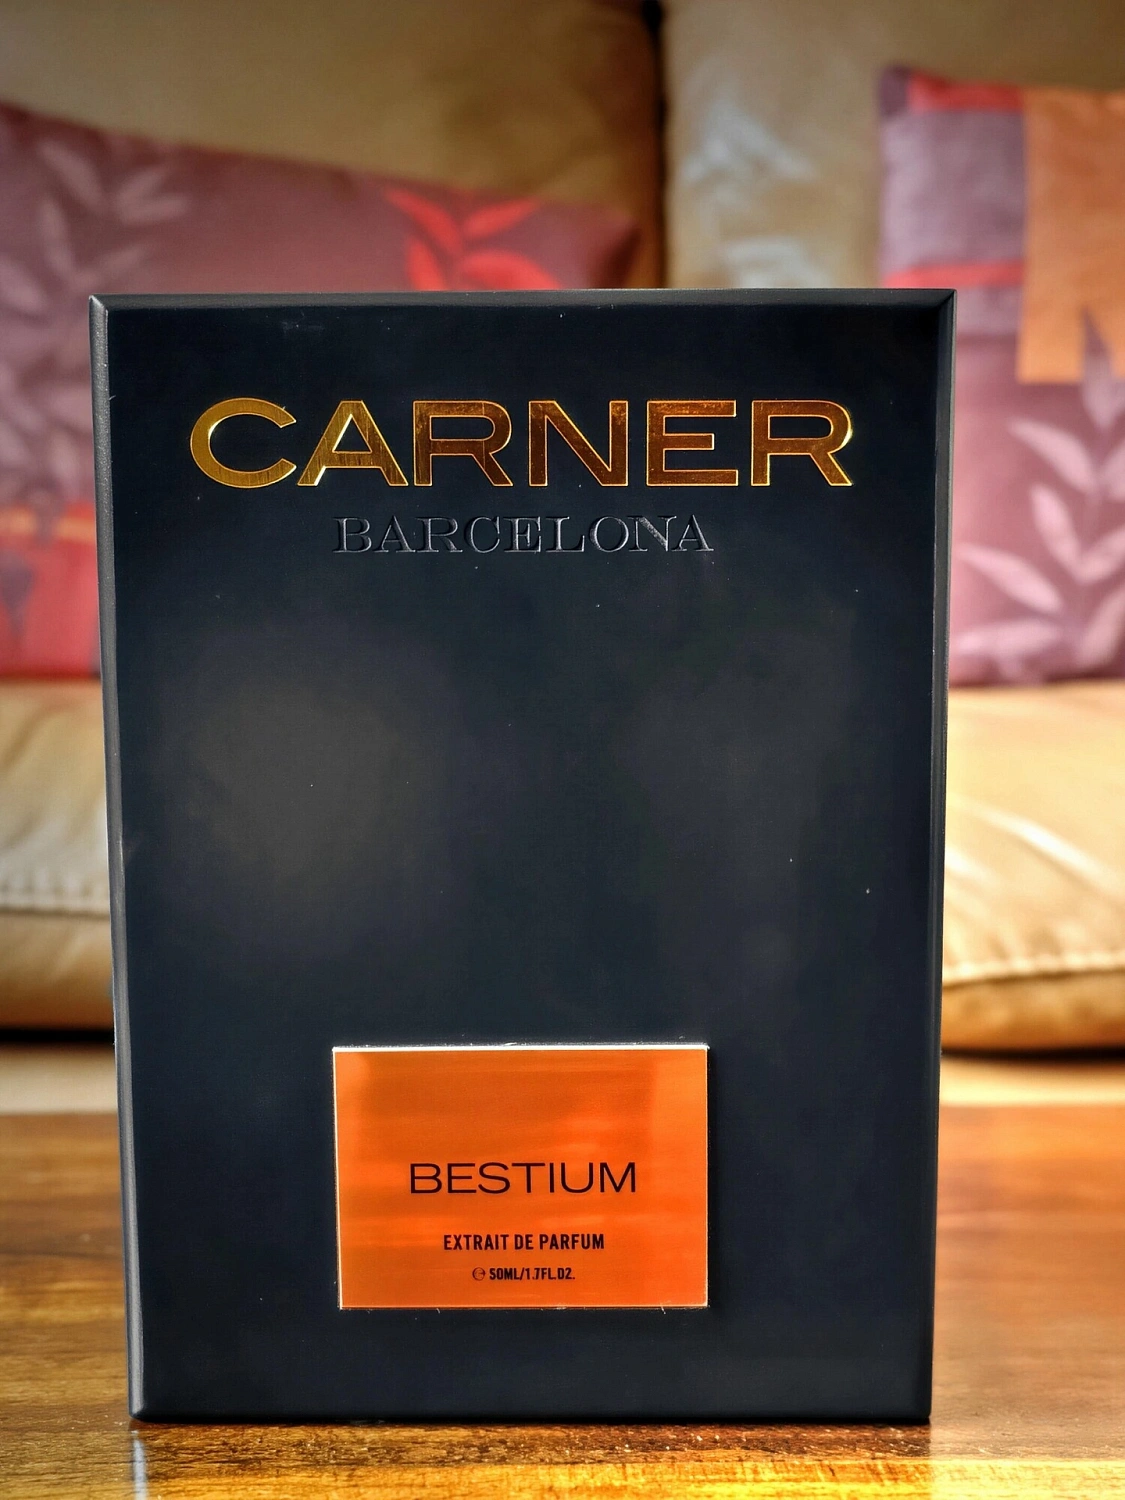 CARNER
BARCELONA
BESTIUM
EXTRAIT DE PARFUM
℮ 50ML/1.7FL.OZ.